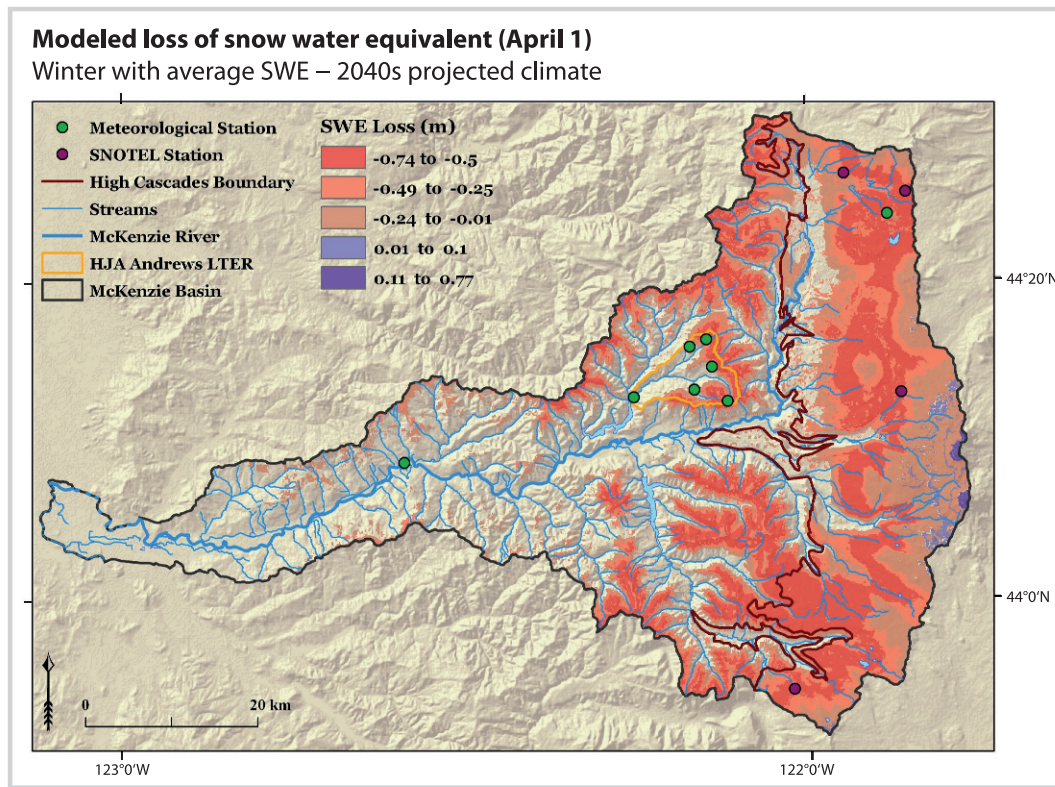 Modeled loss of snow water equivalent (April 1)
Winter with average SWE – 2040s projected climate
Meteorological Station
SNOTEL Station
High Cascades Boundary
Streams
McKenzie River
HJA Andrews LTER
McKenzie Basin
SWE Loss (m)
-0.74 to -0.5
-0.49 to -0.25
-0.24 to -0.01
0.01 to 0.1
0.11 to 0.77
44°20'N
44°0'N
0 20 km
123°0'W 122°0'W